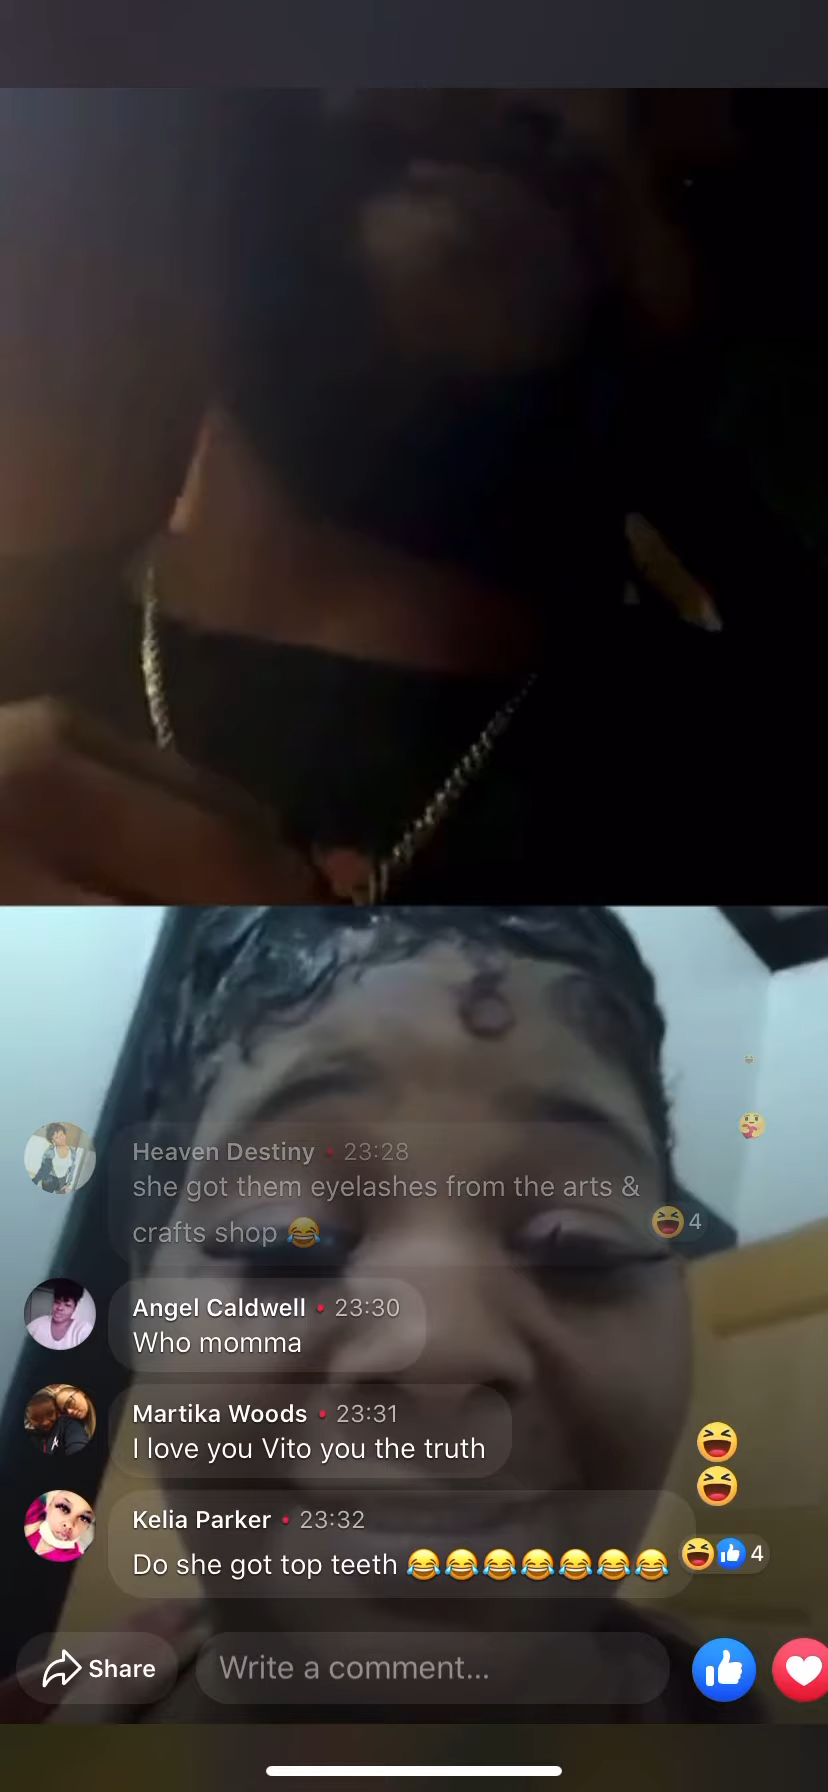 Heaven Destiny • 23:28
she got them eyelashes from the arts &
crafts shop 😂
4
Angel Caldwell • 23:30
Who momma
Martika Woods • 23:31
I love you Vito you the truth
Kelia Parker • 23:32
Do she got top teeth 😂😂😂😂😂😂😂
4
Share
Write a comment...